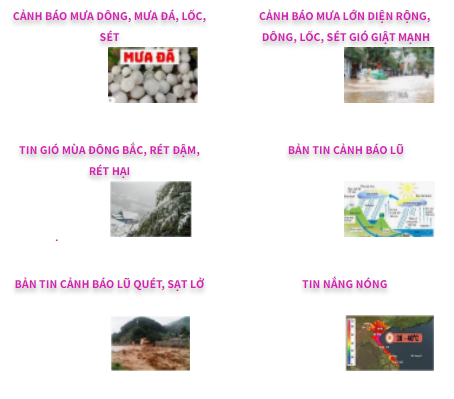 CẢNH BÁO MƯA DÔNG, MƯA ĐÁ, LỐC,
SÉT
MƯA ĐÁ
CẢNH BÁO MƯA LỚN DIỆN RỘNG,
DÔNG, LỐC, SÉT GIÓ GIẬT MẠNH
TIN GIÓ MÙA ĐÔNG BẮC, RÉT ĐẬM,
RÉT HẠI
BẢN TIN CẢNH BÁO LŨ
BẢN TIN CẢNH BÁO LŨ QUÉT, SẠT LỞ
TIN NẮNG NÓNG